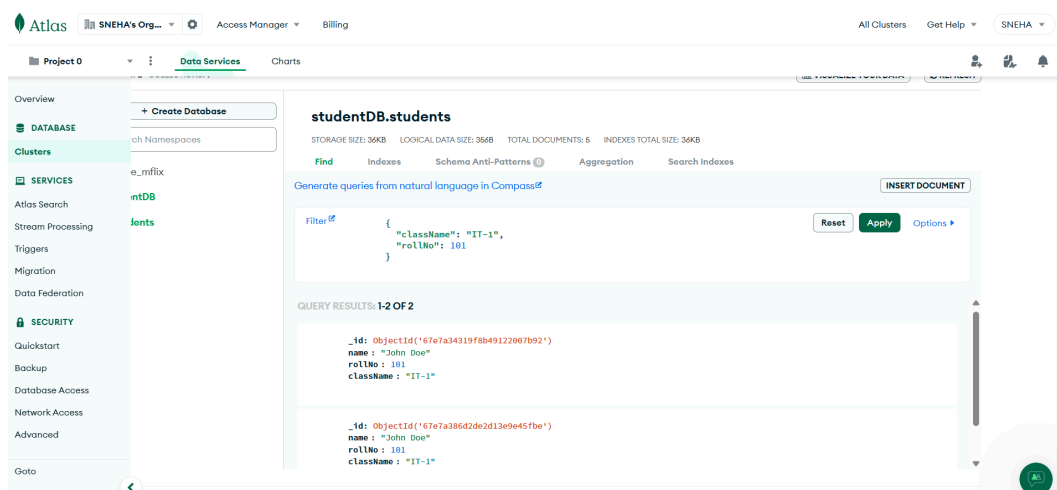 Atlas
SNEHA's Org...
Access Manager
Billing
All Clusters
Get Help
SNEHA
Project 0
Data Services
Charts
VISUALIZE YOUR DATA
REFRESH
Overview
DATABASE
Clusters
SERVICES
Atlas Search
Stream Processing
Triggers
Migration
Data Federation
SECURITY
Quickstart
Backup
Database Access
Network Access
Advanced
Goto
+ Create Database
rch Namespaces
e_mflix
entDB
dents
studentDB.students
STORAGE SIZE: 36KB LOGICAL DATA SIZE: 356B TOTAL DOCUMENTS: 5 INDEXES TOTAL SIZE: 36KB
Find Indexes Schema Anti-Patterns 0 Aggregation Search Indexes
Generate queries from natural language in Compass
INSERT DOCUMENT
Filter
{
"className": "IT-1",
"rollNo": 101
}
Reset
Apply
Options
QUERY RESULTS: 1-2 OF 2
_id: ObjectId('67e7a34319f8b49122007b92')
name : "John Doe"
rollNo : 101
className : "IT-1"
_id: ObjectId('67e7a386d2de2d13e9e45fbe')
name : "John Doe"
rollNo : 101
className : "IT-1"